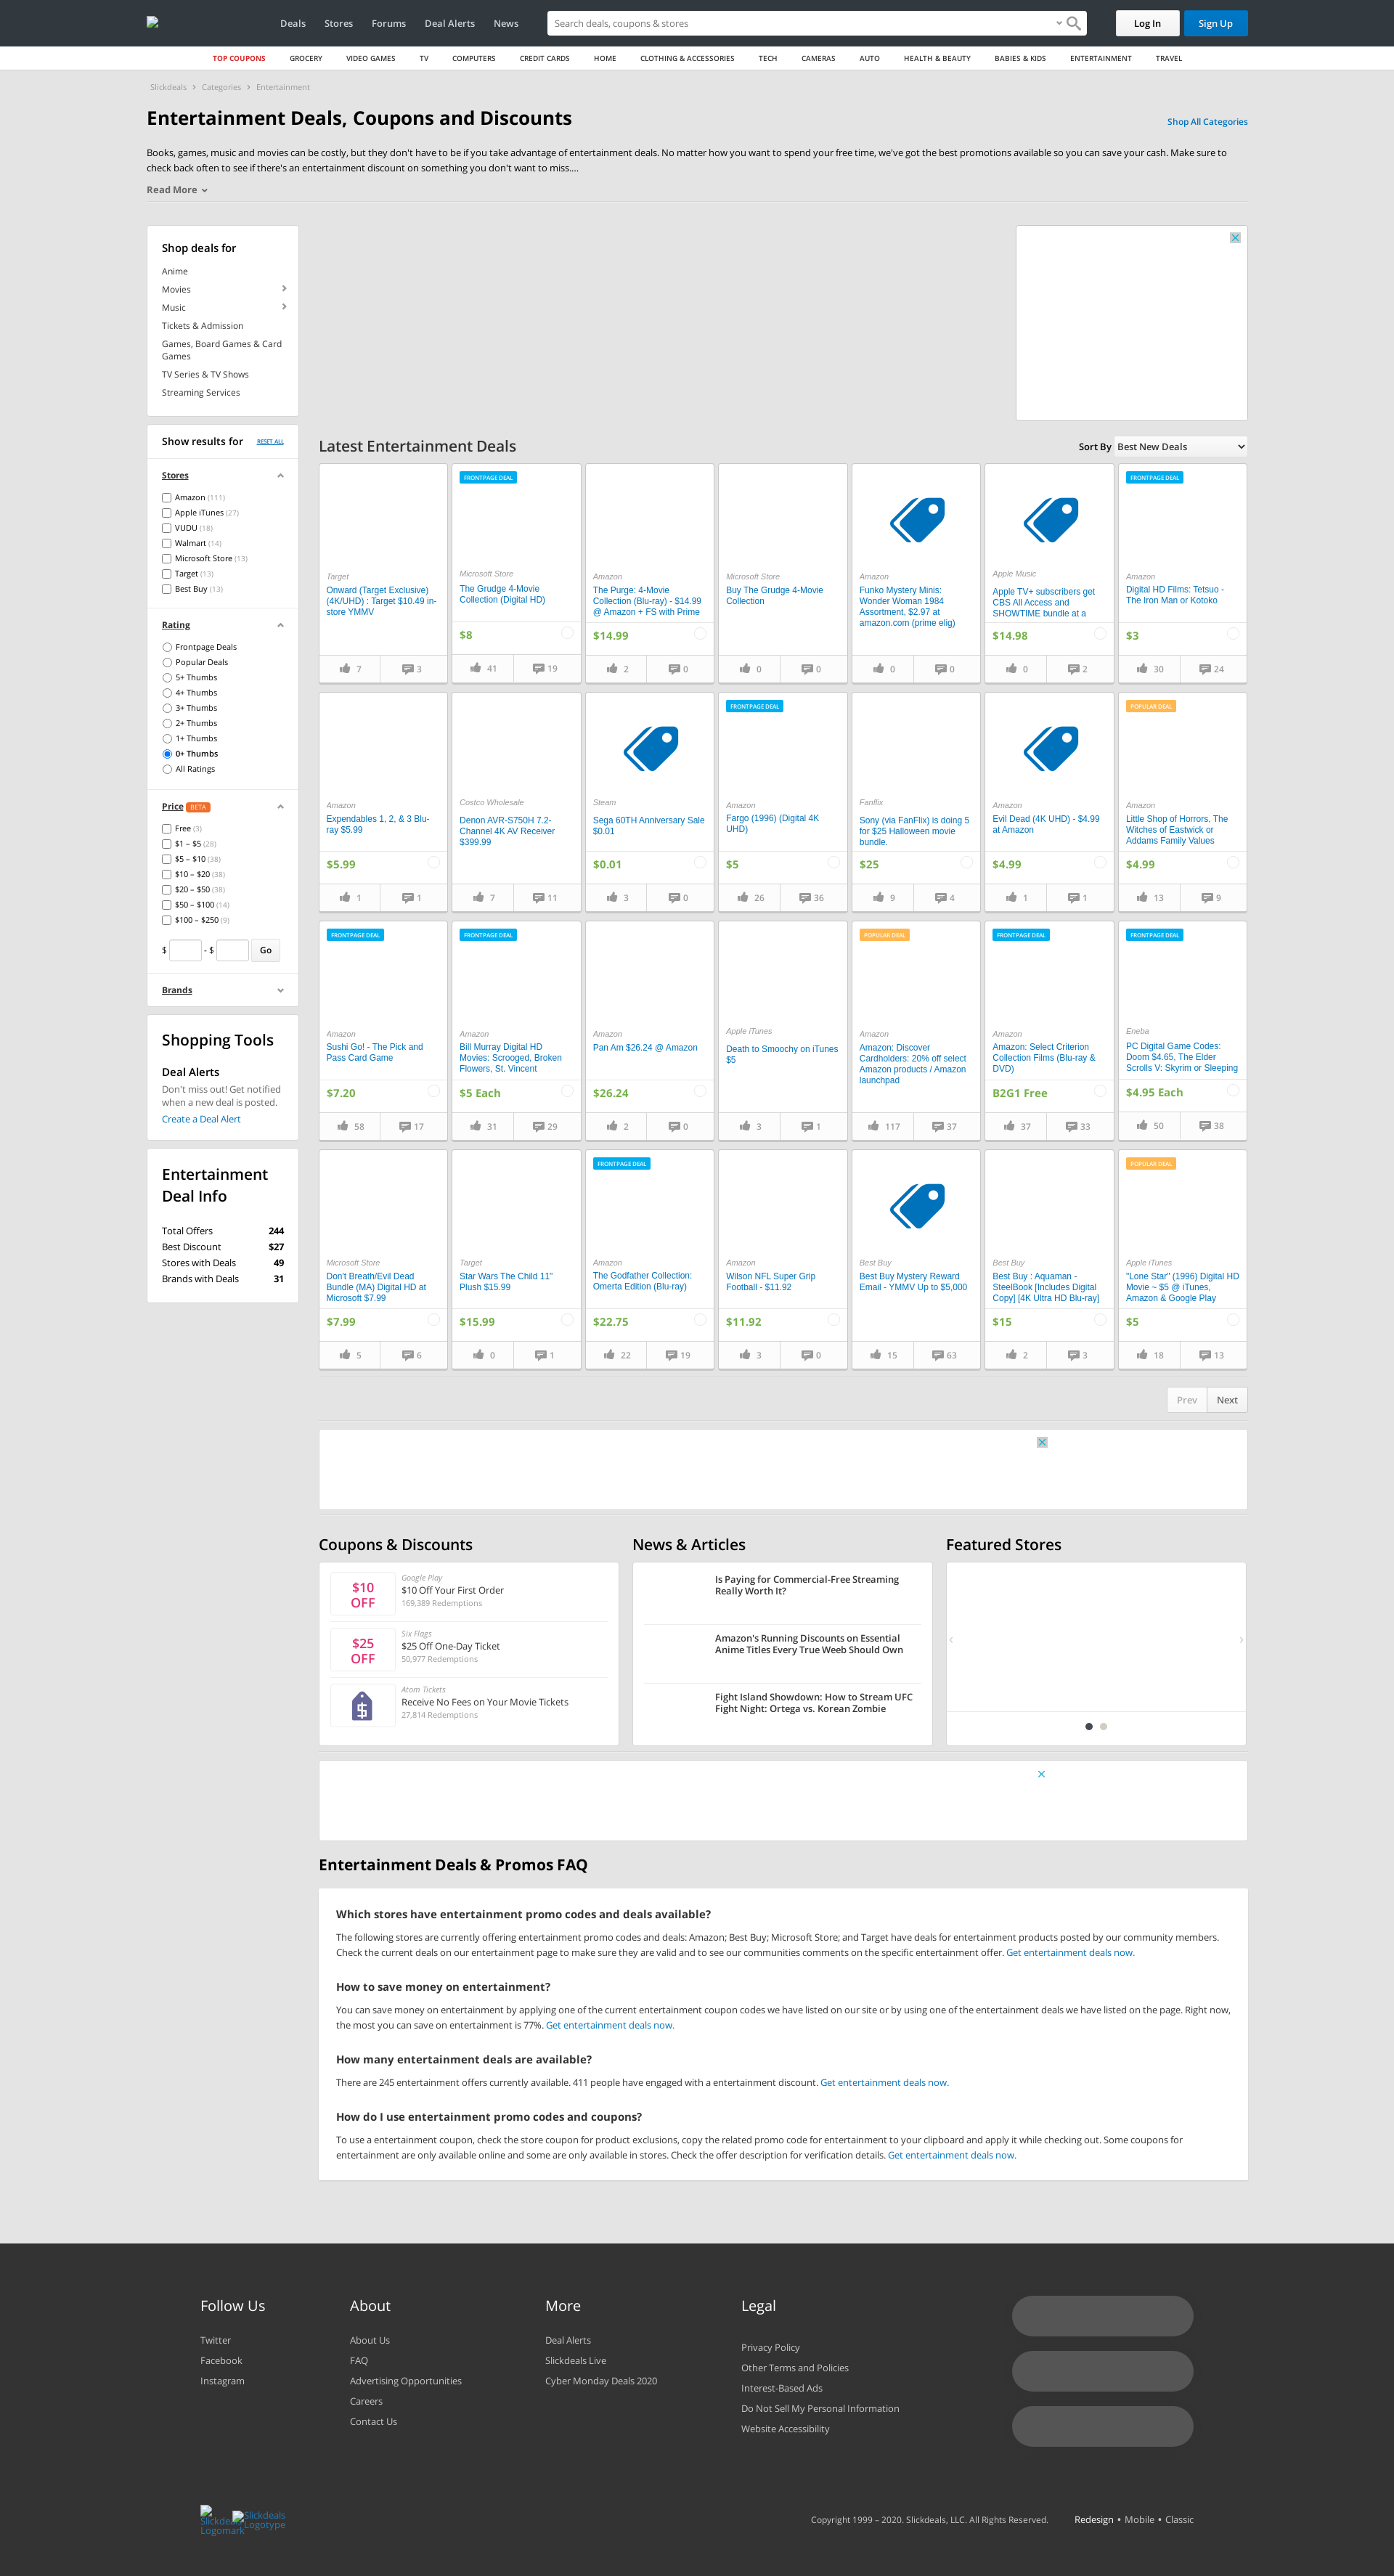 Deals Stores Forums Deal Alerts News Search deals, coupons & stores Log In Sign Up
TOP COUPONS GROCERY VIDEO GAMES TV COMPUTERS CREDIT CARDS HOME CLOTHING & ACCESSORIES TECH CAMERAS AUTO HEALTH & BEAUTY BABIES & KIDS ENTERTAINMENT TRAVEL
Slickdeals › Categories › Entertainment
Entertainment Deals, Coupons and Discounts
Shop All Categories
Books, games, music and movies can be costly, but they don't have to be if you take advantage of entertainment deals. No matter how you want to spend your free time, we've got the best promotions available so you can save your cash. Make sure to
check back often to see if there's an entertainment discount on something you don't want to miss....
Read More
Shop deals for
Anime
Movies
Music
Tickets & Admission
Games, Board Games & Card
Games
TV Series & TV Shows
Streaming Services
Show results for RESET ALL
Stores
Amazon (111)
Apple iTunes (27)
VUDU (18)
Walmart (14)
Microsoft Store (13)
Target (13)
Best Buy (13)
Rating
Frontpage Deals
Popular Deals
5+ Thumbs
4+ Thumbs
3+ Thumbs
2+ Thumbs
1+ Thumbs
0+ Thumbs
All Ratings
Price BETA
Free (3)
$1 – $5 (28)
$5 – $10 (38)
$10 – $20 (38)
$20 – $50 (38)
$50 – $100 (14)
$100 – $250 (9)
$ - $ Go
Brands
Shopping Tools
Deal Alerts
Don't miss out! Get notified
when a new deal is posted.
Create a Deal Alert
Entertainment
Deal Info
Total Offers 244
Best Discount $27
Stores with Deals 49
Brands with Deals 31
Latest Entertainment Deals
Sort By Best New Deals
Target
Onward (Target Exclusive)
(4K/UHD) : Target $10.49 in-
store YMMV
7 3
FRONTPAGE DEAL
Microsoft Store
The Grudge 4-Movie
Collection (Digital HD)
$8
41 19
Amazon
The Purge: 4-Movie
Collection (Blu-ray) - $14.99
@ Amazon + FS with Prime
$14.99
2 0
Microsoft Store
Buy The Grudge 4-Movie
Collection
0 0
Amazon
Funko Mystery Minis:
Wonder Woman 1984
Assortment, $2.97 at
amazon.com (prime elig)
0 0
Apple Music
Apple TV+ subscribers get
CBS All Access and
SHOWTIME bundle at a
$14.98
0 2
FRONTPAGE DEAL
Amazon
Digital HD Films: Tetsuo -
The Iron Man or Kotoko
$3
30 24
Amazon
Expendables 1, 2, & 3 Blu-
ray $5.99
$5.99
1 1
Costco Wholesale
Denon AVR-S750H 7.2-
Channel 4K AV Receiver
$399.99
7 11
Steam
Sega 60TH Anniversary Sale
$0.01
$0.01
3 0
FRONTPAGE DEAL
Amazon
Fargo (1996) (Digital 4K
UHD)
$5
26 36
Fanflix
Sony (via FanFlix) is doing 5
for $25 Halloween movie
bundle.
$25
9 4
Amazon
Evil Dead (4K UHD) - $4.99
at Amazon
$4.99
1 1
POPULAR DEAL
Amazon
Little Shop of Horrors, The
Witches of Eastwick or
Addams Family Values
$4.99
13 9
FRONTPAGE DEAL
Amazon
Sushi Go! - The Pick and
Pass Card Game
$7.20
58 17
FRONTPAGE DEAL
Amazon
Bill Murray Digital HD
Movies: Scrooged, Broken
Flowers, St. Vincent
$5 Each
31 29
Amazon
Pan Am $26.24 @ Amazon
$26.24
2 0
Apple iTunes
Death to Smoochy on iTunes
$5
3 1
POPULAR DEAL
Amazon
Amazon: Discover
Cardholders: 20% off select
Amazon products / Amazon
launchpad
117 37
FRONTPAGE DEAL
Amazon
Amazon: Select Criterion
Collection Films (Blu-ray &
DVD)
B2G1 Free
37 33
FRONTPAGE DEAL
Eneba
PC Digital Game Codes:
Doom $4.65, The Elder
Scrolls V: Skyrim or Sleeping
$4.95 Each
50 38
Microsoft Store
Don't Breath/Evil Dead
Bundle (MA) Digital HD at
Microsoft $7.99
$7.99
5 6
Target
Star Wars The Child 11"
Plush $15.99
$15.99
0 1
FRONTPAGE DEAL
Amazon
The Godfather Collection:
Omerta Edition (Blu-ray)
$22.75
22 19
Amazon
Wilson NFL Super Grip
Football - $11.92
$11.92
3 0
Best Buy
Best Buy Mystery Reward
Email - YMMV Up to $5,000
15 63
Best Buy
Best Buy : Aquaman -
SteelBook [Includes Digital
Copy] [4K Ultra HD Blu-ray]
$15
2 3
POPULAR DEAL
Apple iTunes
"Lone Star" (1996) Digital HD
Movie ~ $5 @ iTunes,
Amazon & Google Play
$5
18 13
Prev Next
Coupons & Discounts
$10
OFF
Google Play
$10 Off Your First Order
169,389 Redemptions
$25
OFF
Six Flags
$25 Off One-Day Ticket
50,977 Redemptions
Atom Tickets
Receive No Fees on Your Movie Tickets
27,814 Redemptions
News & Articles
Is Paying for Commercial-Free Streaming
Really Worth It?
Amazon's Running Discounts on Essential
Anime Titles Every True Weeb Should Own
Fight Island Showdown: How to Stream UFC
Fight Night: Ortega vs. Korean Zombie
Featured Stores
Entertainment Deals & Promos FAQ
Which stores have entertainment promo codes and deals available?
The following stores are currently offering entertainment promo codes and deals: Amazon; Best Buy; Microsoft Store; and Target have deals for entertainment products posted by our community members.
Check the current deals on our entertainment page to make sure they are valid and to see our communities comments on the specific entertainment offer. Get entertainment deals now.
How to save money on entertainment?
You can save money on entertainment by applying one of the current entertainment coupon codes we have listed on our site or by using one of the entertainment deals we have listed on the page. Right now,
the most you can save on entertainment is 77%. Get entertainment deals now.
How many entertainment deals are available?
There are 245 entertainment offers currently available. 411 people have engaged with a entertainment discount. Get entertainment deals now.
How do I use entertainment promo codes and coupons?
To use a entertainment coupon, check the store coupon for product exclusions, copy the related promo code for entertainment to your clipboard and apply it while checking out. Some coupons for
entertainment are only available online and some are only available in stores. Check the offer description for verification details. Get entertainment deals now.
Follow Us
Twitter
Facebook
Instagram
About
About Us
FAQ
Advertising Opportunities
Careers
Contact Us
More
Deal Alerts
Slickdeals Live
Cyber Monday Deals 2020
Legal
Privacy Policy
Other Terms and Policies
Interest-Based Ads
Do Not Sell My Personal Information
Website Accessibility
Slickdeals
Logomark
Slickdeals
Logotype
Copyright 1999 – 2020. Slickdeals, LLC. All Rights Reserved. Redesign • Mobile • Classic